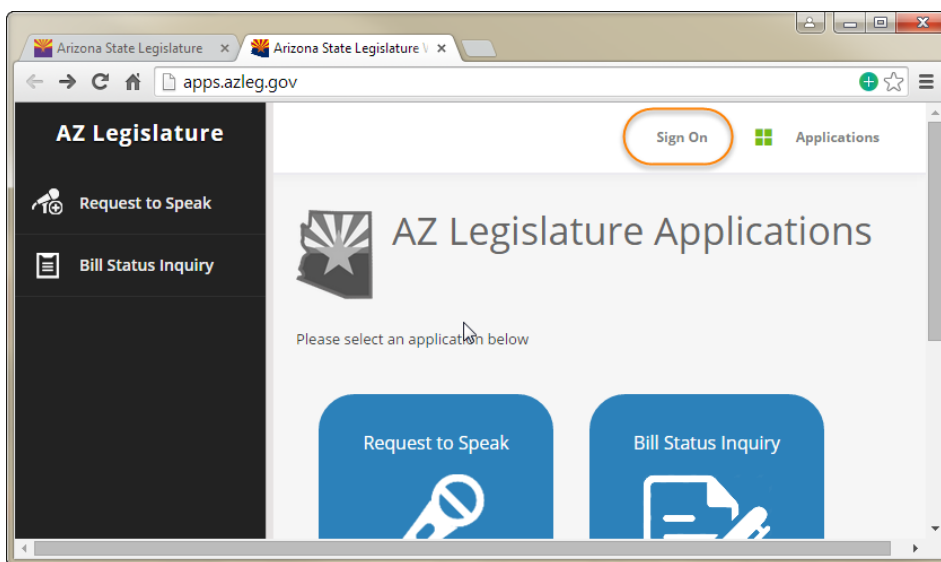 Arizona State Legislature
Arizona State Legislature
apps.azleg.gov
AZ Legislature
Request to Speak
Bill Status Inquiry
Sign On
Applications
AZ Legislature Applications
Please select an application below
Request to Speak
Bill Status Inquiry